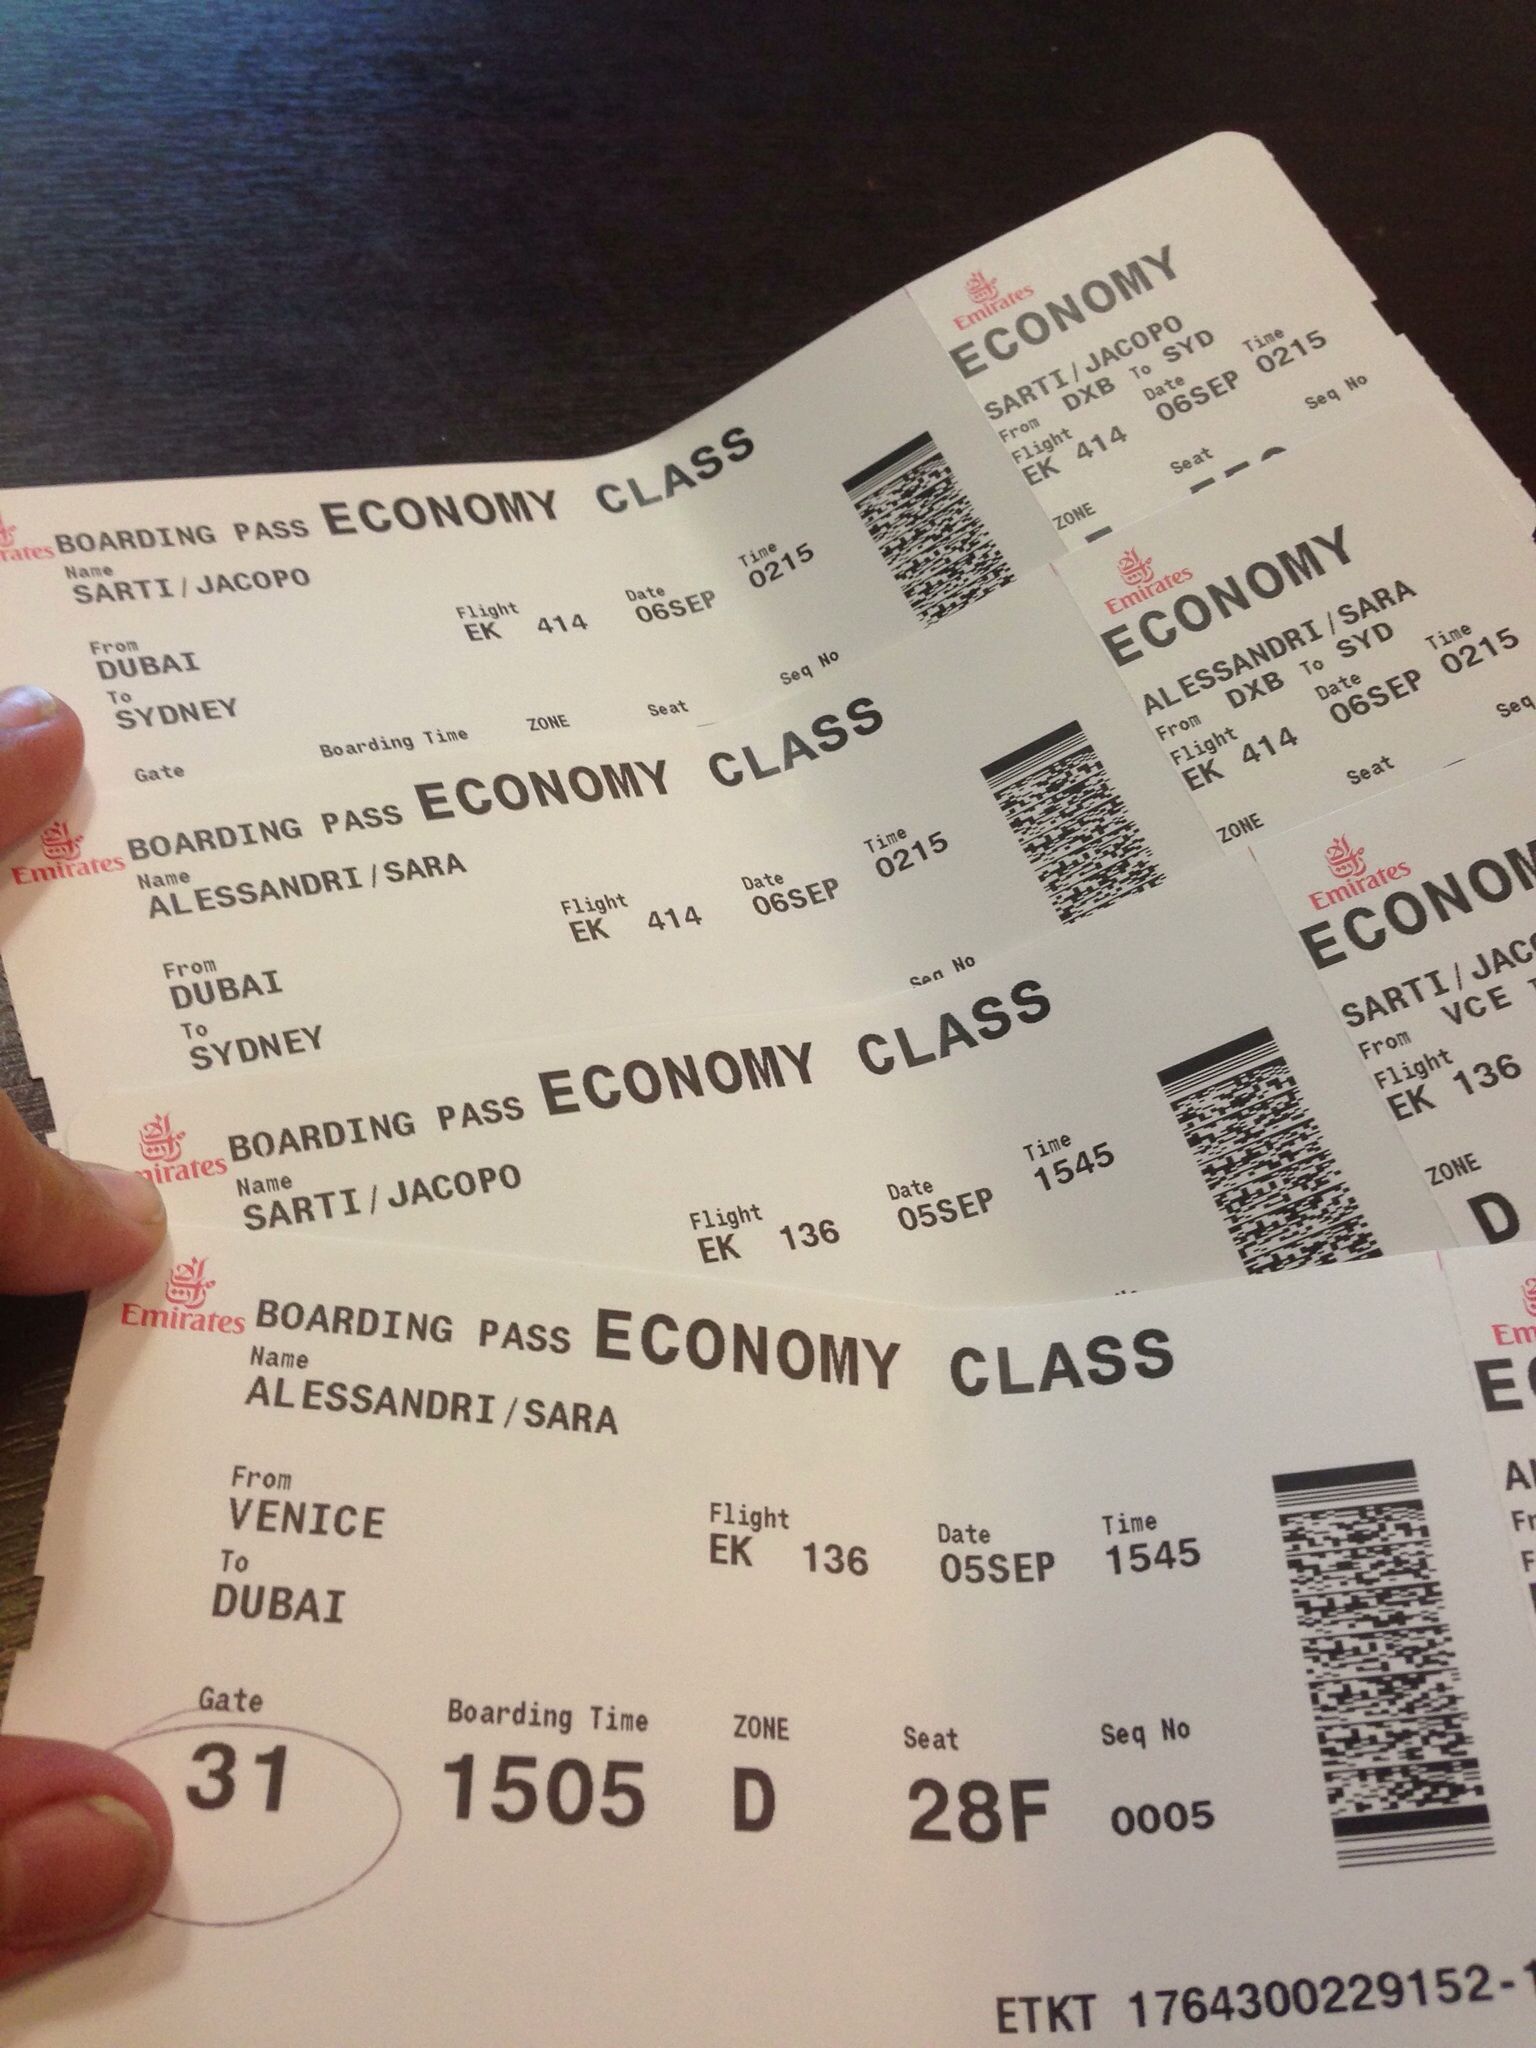 Emirates
ECONOMY
SARTI/JACOPO
From DXB To SYD
Flight Date Time
EK 414 06SEP 0215
Seat Seq No
ZONE
BOARDING PASS ECONOMY CLASS
Name
SARTI/JACOPO
Flight Date Time
EK 414 06SEP 0215
From
DUBAI
To
SYDNEY
Gate Boarding Time ZONE Seat Seq No
Emirates
ECONOMY
ALESSANDRI/SARA
From DXB To SYD
Flight Date Time
EK 414 06SEP 0215
Seat Seq
ZONE
Emirates BOARDING PASS ECONOMY CLASS
Name
ALESSANDRI/SARA
Flight Date Time
EK 414 06SEP 0215
From
DUBAI
To
SYDNEY
Seq No
Emirates
ECONOM
SARTI/JACO
From VCE
Flight
EK 136
ZONE
D
mirates BOARDING PASS ECONOMY CLASS
Name
SARTI/JACOPO
Flight Date Time
EK 136 05SEP 1545
Emirates BOARDING PASS ECONOMY CLASS
Name
ALESSANDRI/SARA
From
VENICE
Flight Date Time
EK 136 05SEP 1545
To
DUBAI
Gate Boarding Time ZONE Seat Seq No
31 1505 D 28F 0005
ETKT 1764300229152-1